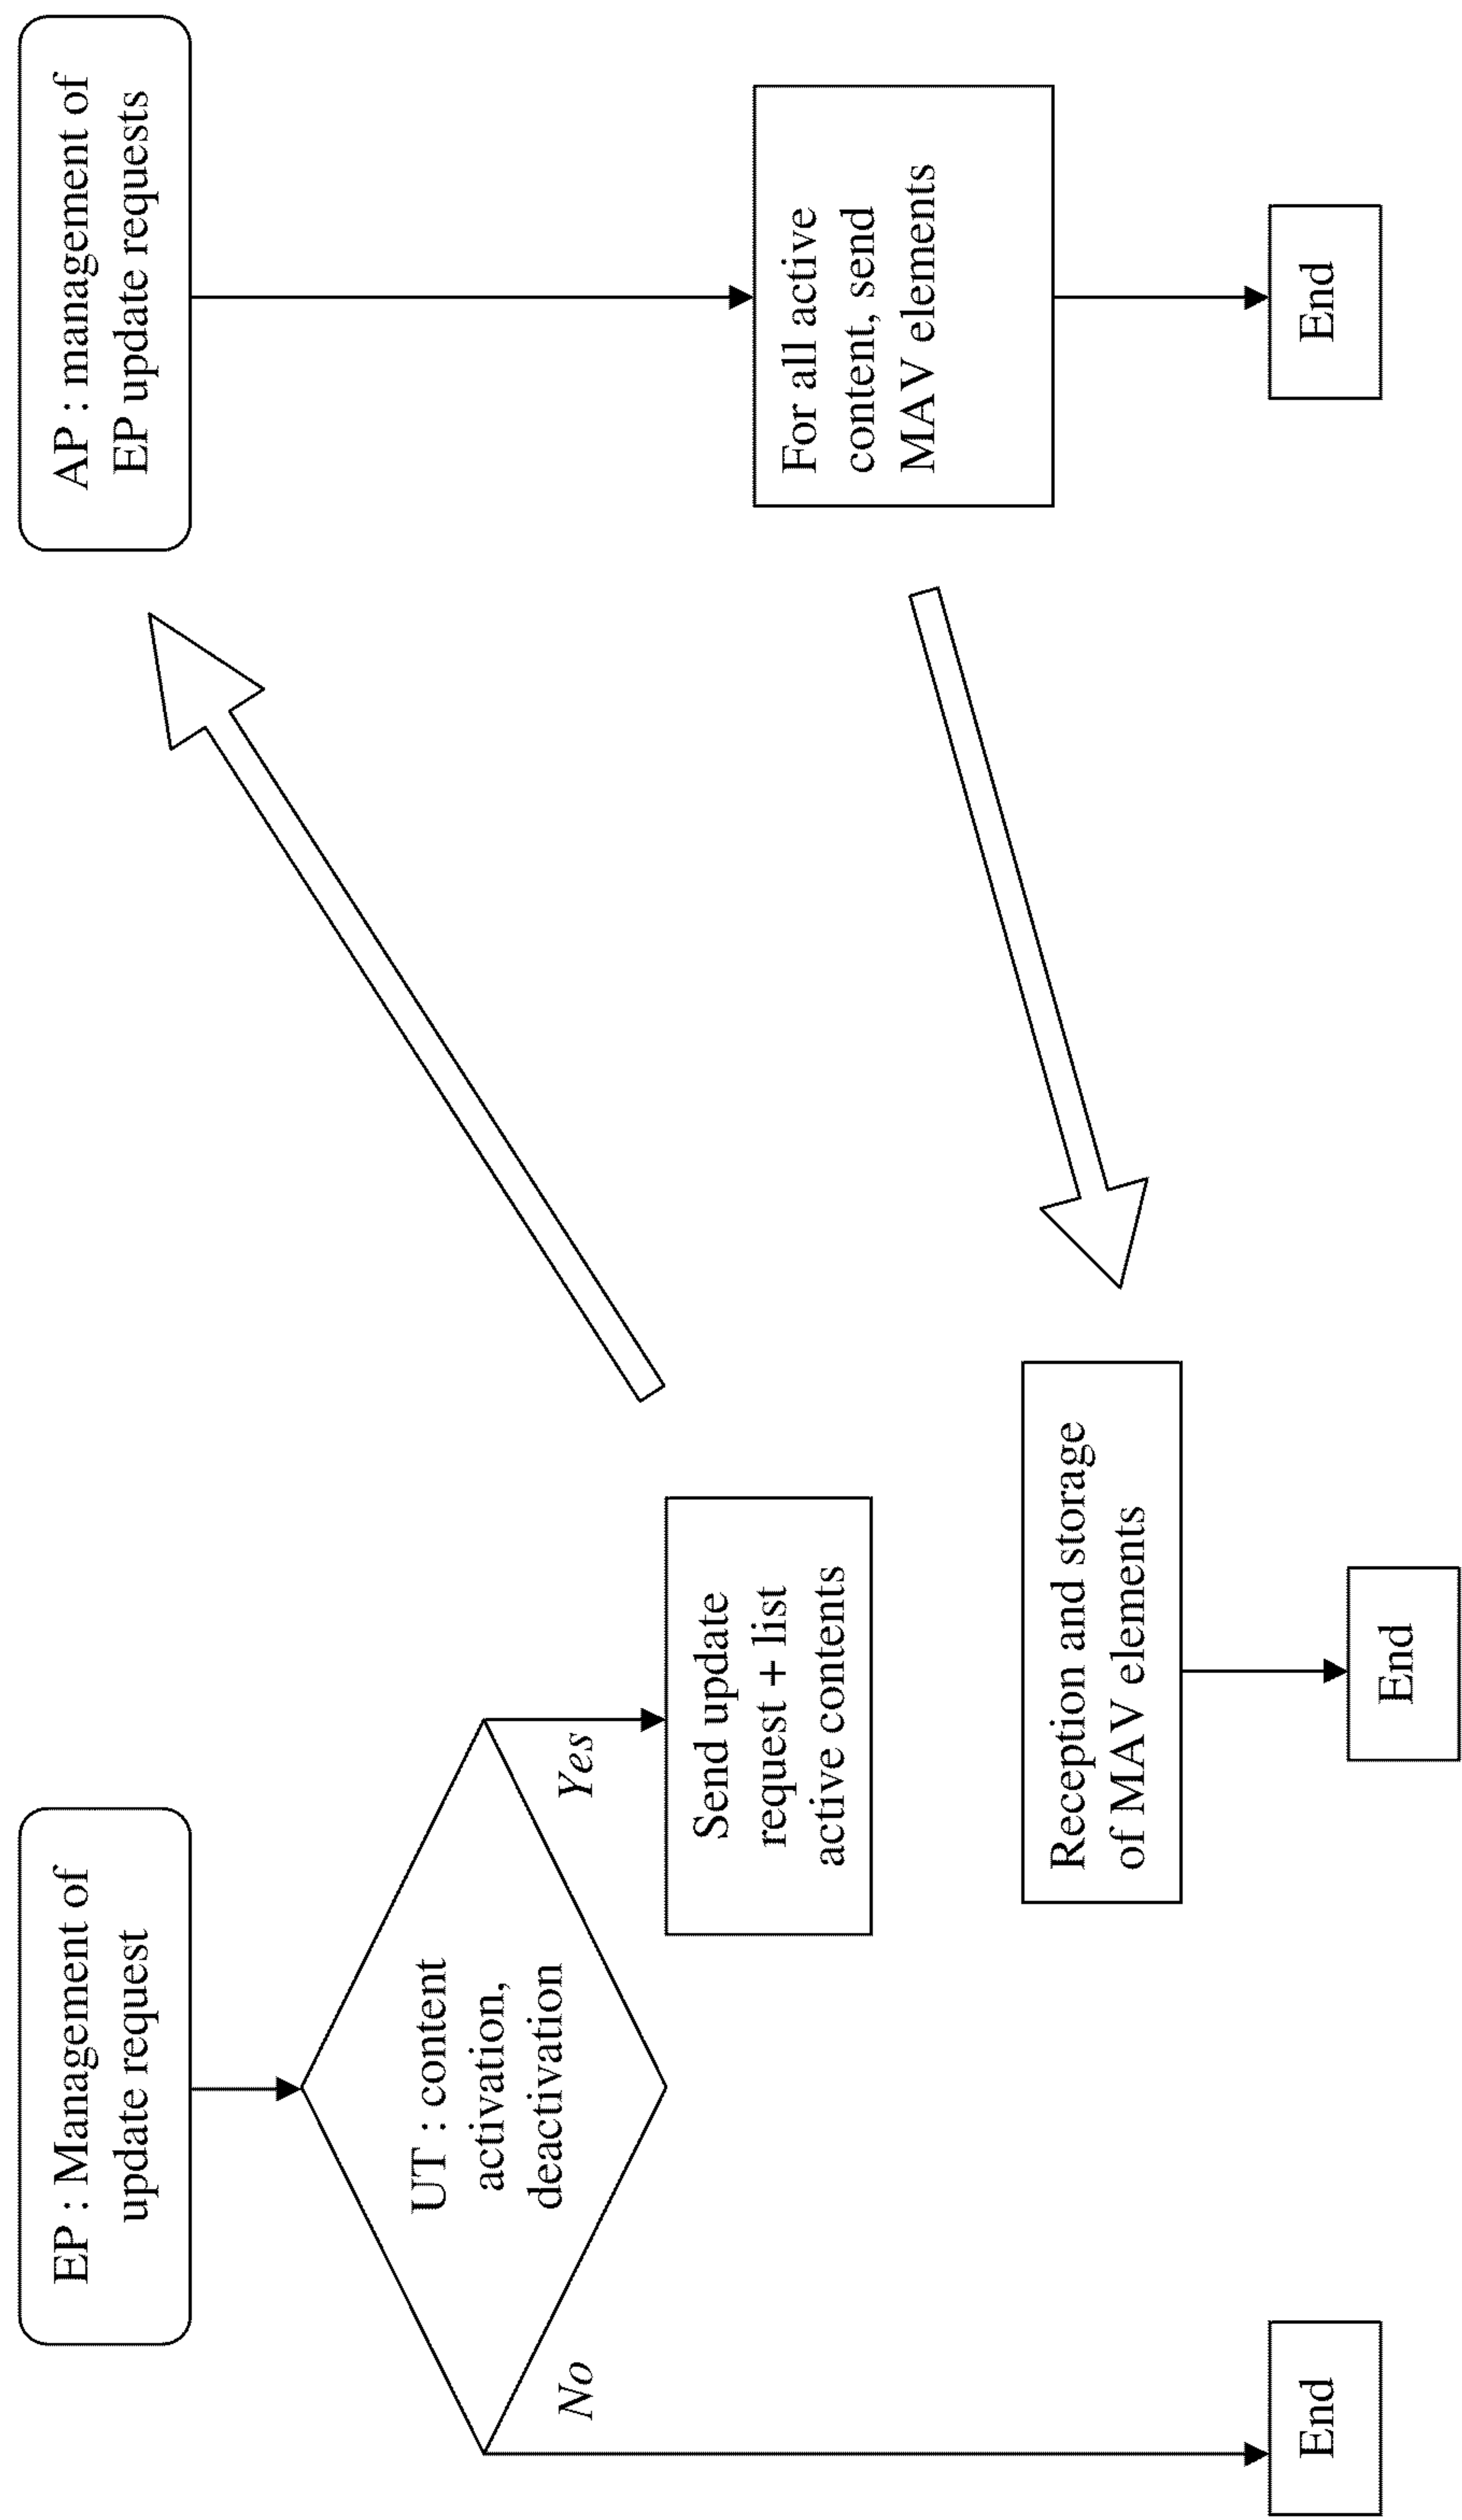 EP : Management of
update request
UT : content
activation,
deactivation
No
Yes
Send update
request + list
active contents
Reception and storage
of MAV elements
End
End
AP : management of
EP update requests
For all active
content, send
MAV elements
End